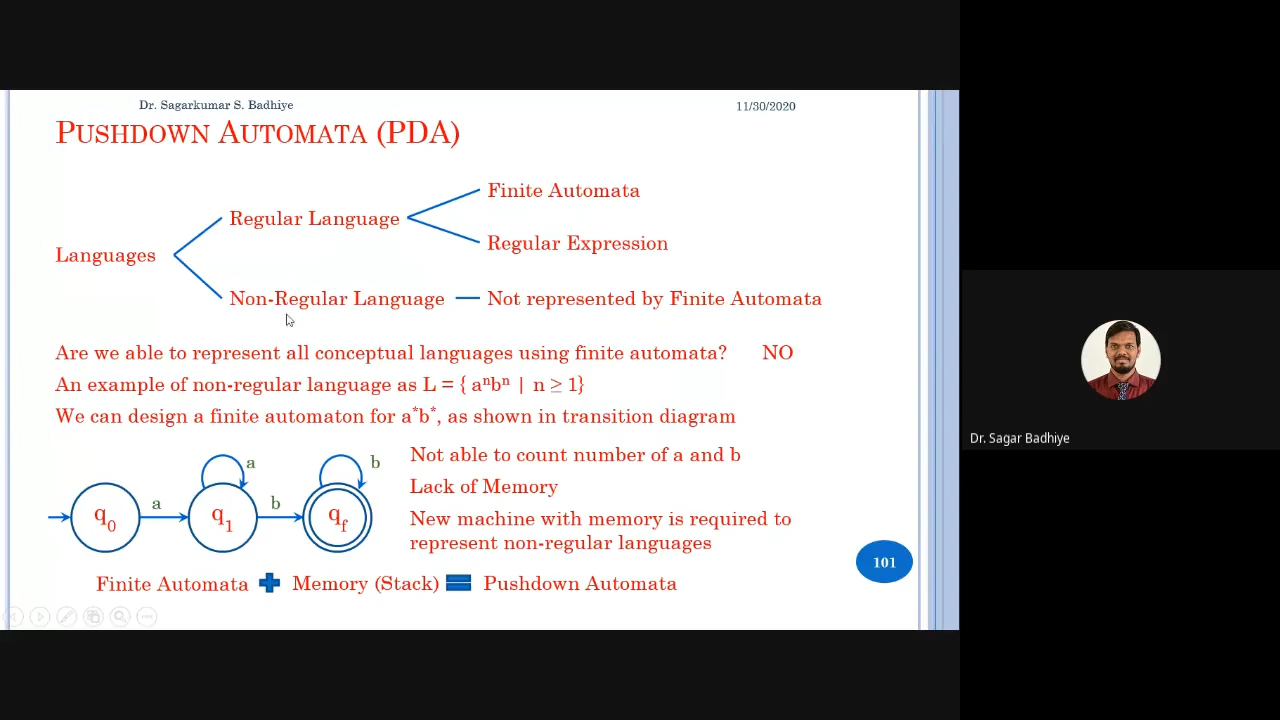 Dr. Sagarkumar S. Badhiye
11/30/2020
PUSHDOWN AUTOMATA (PDA)
Finite Automata
Regular Language
Regular Expression
Languages
Non-Regular Language
Not represented by Finite Automata
Are we able to represent all conceptual languages using finite automata? NO
An example of non-regular language as L = { aⁿbⁿ | n ≥ 1}
We can design a finite automaton for a*b*, as shown in transition diagram
a
b
Not able to count number of a and b
Lack of Memory
q₀
a
q₁
b
qf
New machine with memory is required to
represent non-regular languages
101
Finite Automata + Memory (Stack) = Pushdown Automata
Dr. Sagar Badhiye